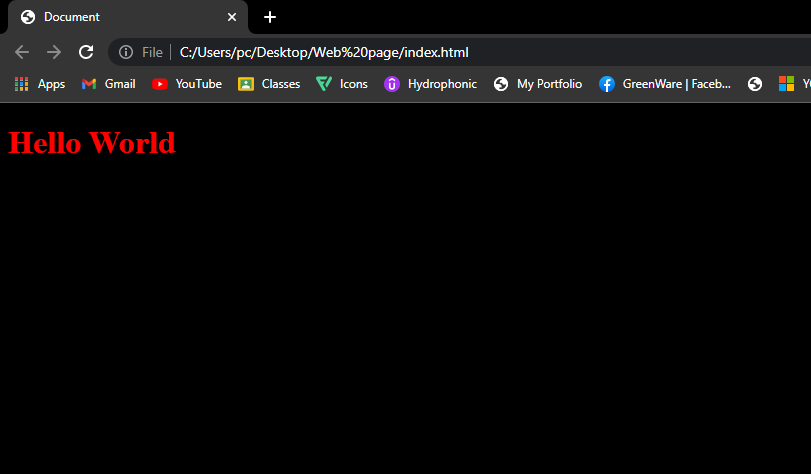 Document
File C:/Users/pc/Desktop/Web%20page/index.html
Apps Gmail YouTube Classes Icons Hydrophonic My Portfolio GreenWare | Faceb...
Hello World